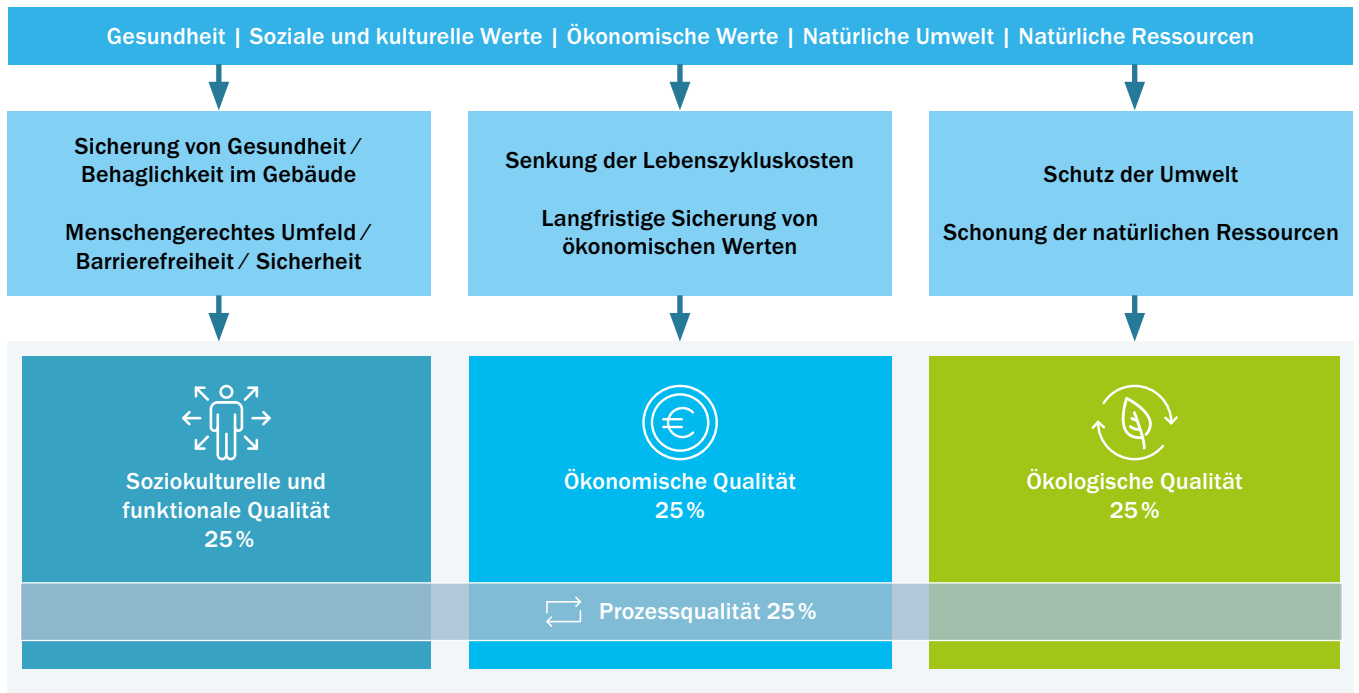 Gesundheit | Soziale und kulturelle Werte | Ökonomische Werte | Natürliche Umwelt | Natürliche Ressourcen
Sicherung von Gesundheit /
Behaglichkeit im Gebäude
Menschengerechtes Umfeld /
Barrierefreiheit / Sicherheit
Senkung der Lebenszykluskosten
Langfristige Sicherung von
ökonomischen Werten
Schutz der Umwelt
Schonung der natürlichen Ressourcen
Soziokulturelle und
funktionale Qualität
25 %
€
Ökonomische Qualität
25 %
Ökologische Qualität
25 %
Prozessqualität 25 %